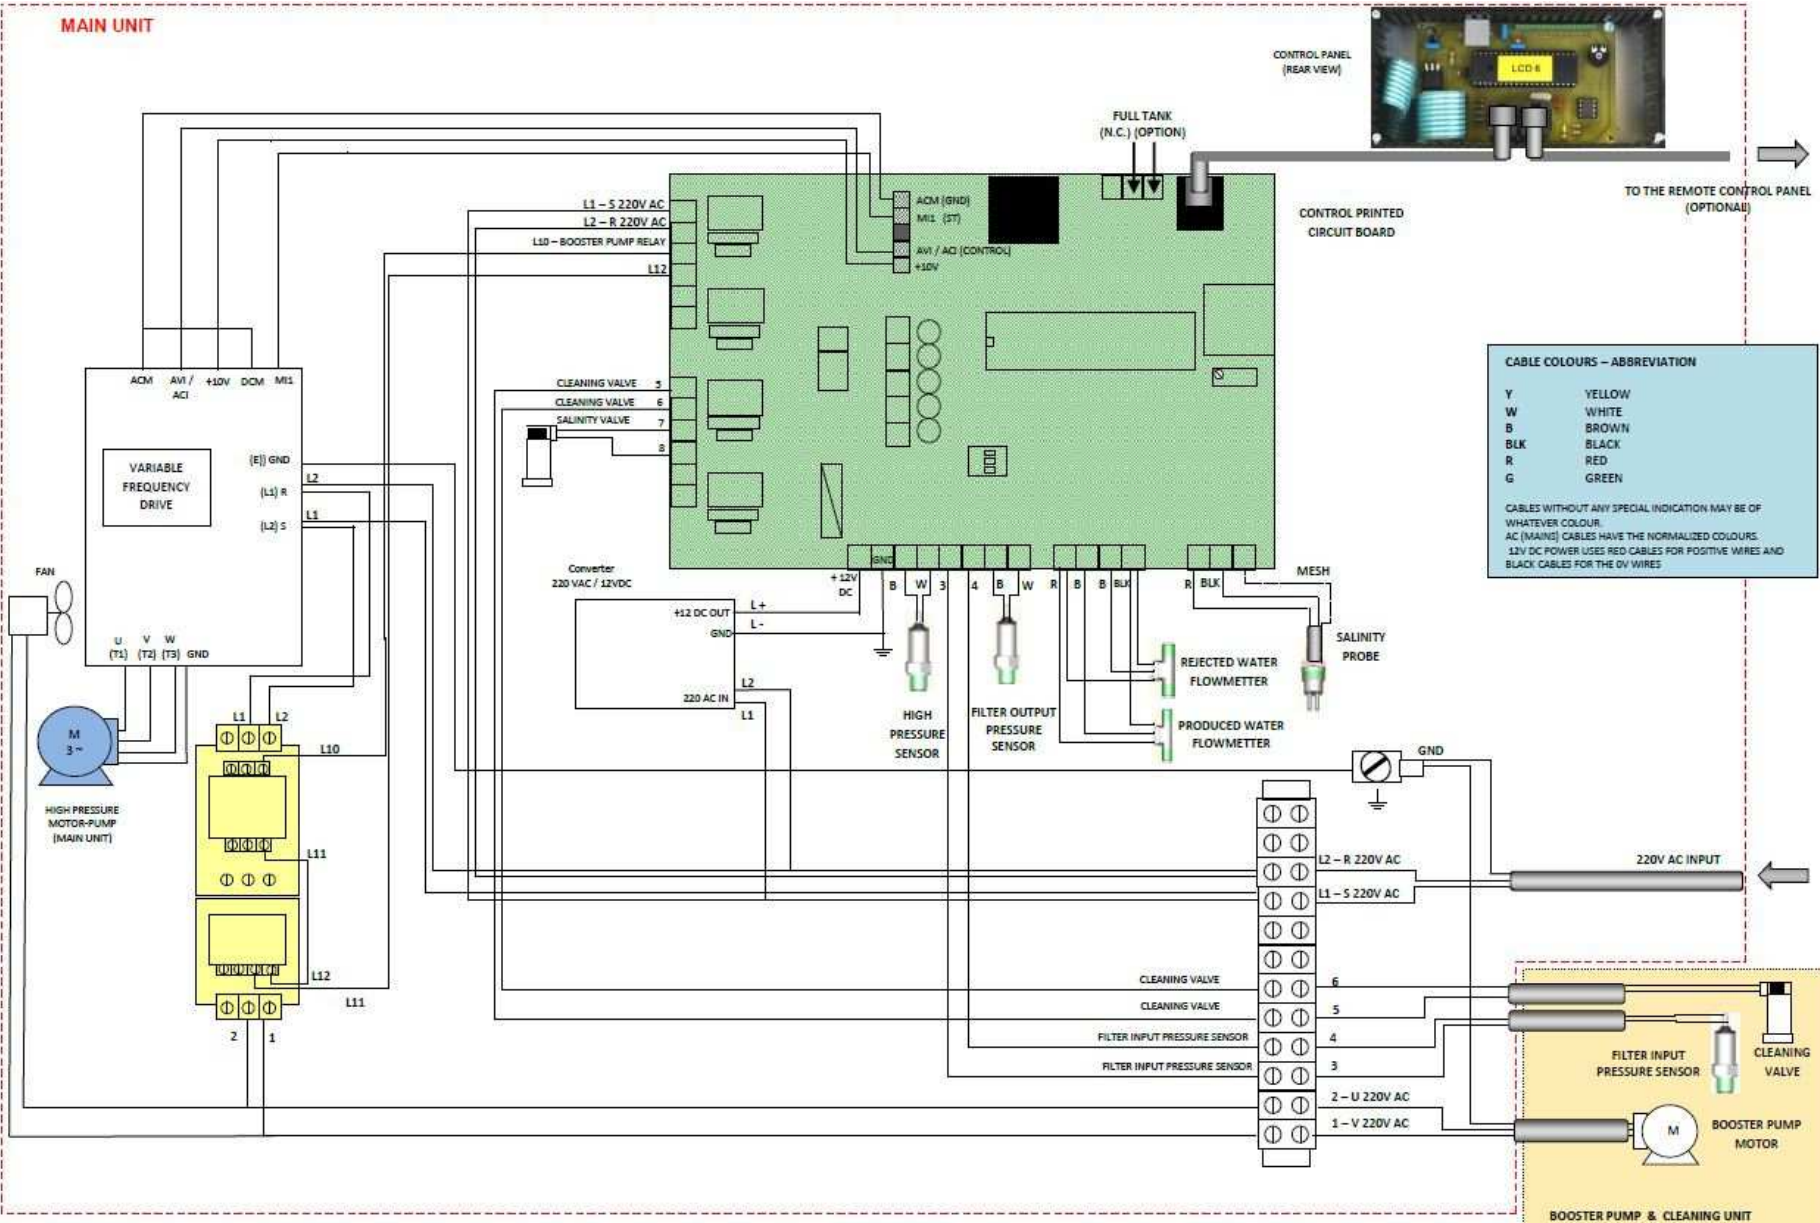 MAIN UNIT
CONTROL PANEL
(REAR VIEW)
LCD 6
FULL TANK
(N.C.) (OPTION)
TO THE REMOTE CONTROL PANEL
(OPTIONAL)
CONTROL PRINTED
CIRCUIT BOARD
L1 – S 220V AC
L2 – R 220V AC
L10 – BOOSTER PUMP RELAY
L12
ACM (GND)
MI1 (ST)
AVI / ACI (CONTROL)
+10V
ACM
AVI /
ACI
+10V
DCM
MI1
CLEANING VALVE 5
CLEANING VALVE 6
SALINITY VALVE 7
8
VARIABLE
FREQUENCY
DRIVE
(E)) GND
(L1) R
(L2) S
L2
L1
CABLE COLOURS – ABBREVIATION
Y YELLOW
W WHITE
B BROWN
BLK BLACK
R RED
G GREEN
CABLES WITHOUT ANY SPECIAL INDICATION MAY BE OF
WHATEVER COLOUR.
AC (MAINS) CABLES HAVE THE NORMALIZED COLOURS.
12V DC POWER USES RED CABLES FOR POSITIVE WIRES AND
BLACK CABLES FOR THE 0V WIRES
FAN
U
(T1)
V
(T2)
W
(T3)
GND
Converter
220 VAC / 12VDC
+12 DC OUT
GND
220 AC IN
L+
L-
L2
L1
+ 12V
DC
GND
B W 3 4 B W R B B BLK R BLK
MESH
SALINITY
PROBE
REJECTED WATER
FLOWMETTER
PRODUCED WATER
FLOWMETTER
HIGH
PRESSURE
SENSOR
FILTER OUTPUT
PRESSURE
SENSOR
M
3 ~
HIGH PRESSURE
MOTOR-PUMP
(MAIN UNIT)
L1 L2
L10
L11
L12
L11
2 1
GND
L2 – R 220V AC
L1 – S 220V AC
220V AC INPUT
CLEANING VALVE
6
CLEANING VALVE
5
FILTER INPUT PRESSURE SENSOR
4
FILTER INPUT PRESSURE SENSOR
3
2 – U 220V AC
1 – V 220V AC
FILTER INPUT
PRESSURE SENSOR
CLEANING
VALVE
M
BOOSTER PUMP
MOTOR
BOOSTER PUMP & CLEANING UNIT